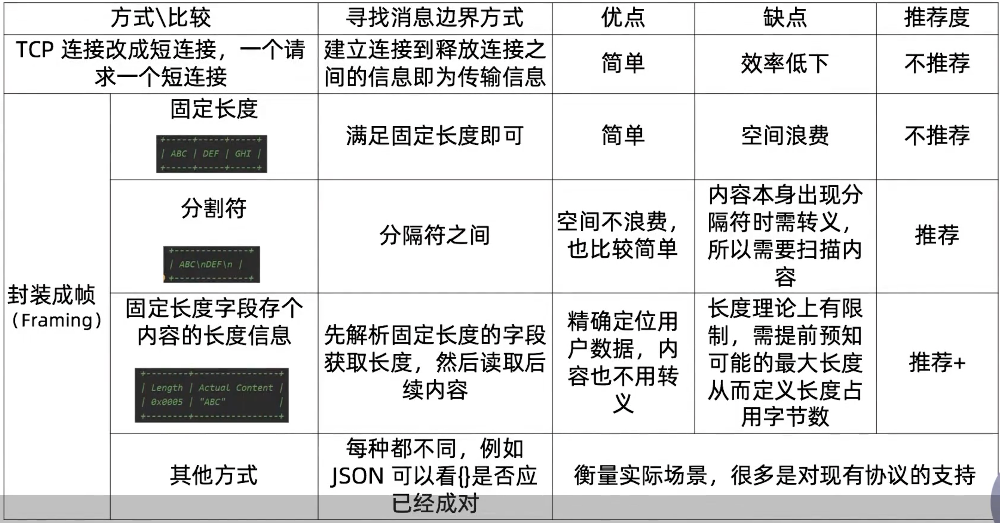 方式\比较
寻找消息边界方式
优点
缺点
推荐度
TCP 连接改成短连接，一个请
求一个短连接
建立连接到释放连接之
间的信息即为传输信息
简单
效率低下
不推荐
封装成帧
（Framing）
固定长度
+-----+-----+-----+
| ABC | DEF | GHI |
+-----+-----+-----+
满足固定长度即可
简单
空间浪费
不推荐
分割符
+--------------+
| ABC\nDEF\n |
+--------------+
分隔符之间
空间不浪费，
也比较简单
内容本身出现分
隔符时需转义，
所以需要扫描内
容
推荐
固定长度字段存个
内容的长度信息
+--------+----------------+
| Length | Actual Content |
| 0x0005 | "ABC" |
+--------+----------------+
先解析固定长度的字段
获取长度，然后读取后
续内容
精确定位用
户数据，内
容也不用转
义
长度理论上有限
制，需提前预知
可能的最大长度
从而定义长度占
用字节数
推荐+
其他方式
每种都不同，例如
JSON 可以看{}是否应
已经成对
衡量实际场景，很多是对现有协议的支持